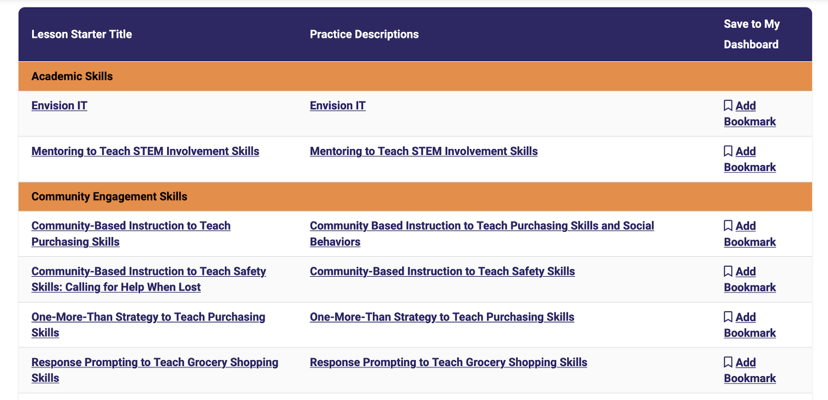 Lesson Starter Title
Practice Descriptions
Save to My
Dashboard
Academic Skills
Envision IT
Envision IT
Add
Bookmark
Mentoring to Teach STEM Involvement Skills
Mentoring to Teach STEM Involvement Skills
Add
Bookmark
Community Engagement Skills
Community-Based Instruction to Teach
Purchasing Skills
Community Based Instruction to Teach Purchasing Skills and Social
Behaviors
Add
Bookmark
Community-Based Instruction to Teach Safety
Skills: Calling for Help When Lost
Community-Based Instruction to Teach Safety Skills
Add
Bookmark
One-More-Than Strategy to Teach Purchasing
Skills
One-More-Than Strategy to Teach Purchasing Skills
Add
Bookmark
Response Prompting to Teach Grocery Shopping
Skills
Response Prompting to Teach Grocery Shopping Skills
Add
Bookmark